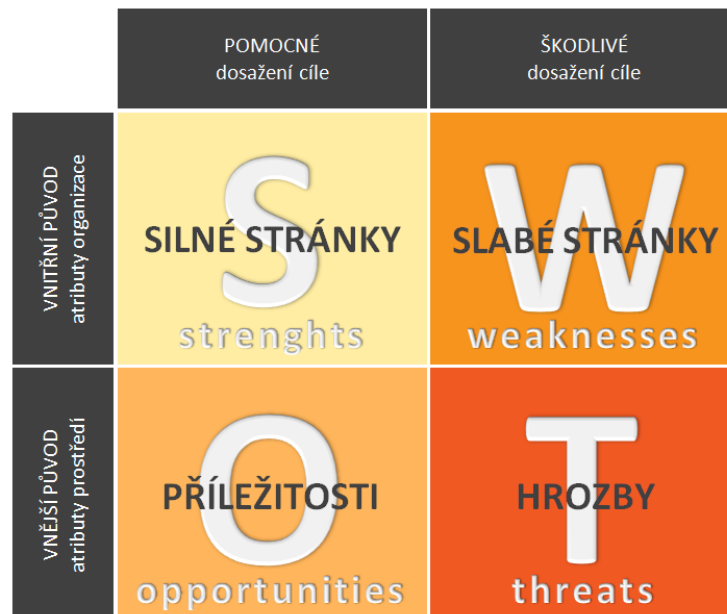 POMOCNÉ
dosažení cíle
ŠKODLIVÉ
dosažení cíle
VNITŘNÍ PŮVOD
atributy organizace
S
SILNÉ STRÁNKY
strenghts
W
SLABÉ STRÁNKY
weaknesses
VNĚJŠÍ PŮVOD
atributy prostředí
O
PŘÍLEŽITOSTI
opportunities
T
HROZBY
threats